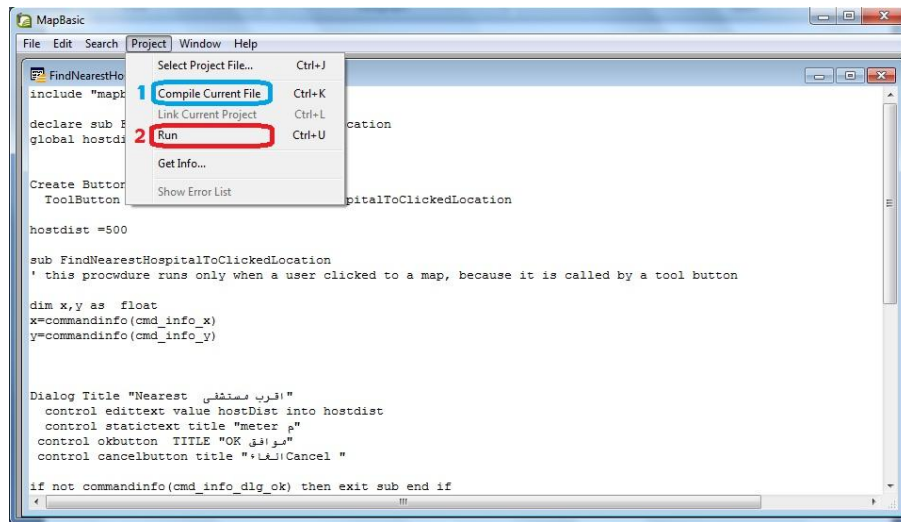 MapBasic
File Edit Search Project Window Help
Select Project File... Ctrl+J
1 Compile Current File Ctrl+K
Link Current Project Ctrl+L
2 Run Ctrl+U
Get Info...
Show Error List
FindNearestHo
include "mapb
declare sub F cation
global hostdi
Create Button
ToolButton pitalToClickedLocation
hostdist =500
sub FindNearestHospitalToClickedLocation
' this procwdure runs only when a user clicked to a map, because it is called by a tool button
dim x,y as float
x=commandinfo(cmd_info_x)
y=commandinfo(cmd_info_y)
Dialog Title "Nearest اقرب مستشفى"
control edittext value hostDist into hostdist
control statictext title "meter م"
control okbutton TITLE "OK موافق"
control cancelbutton title "الغاء Cancel "
if not commandinfo(cmd_info_dlg_ok) then exit sub end if